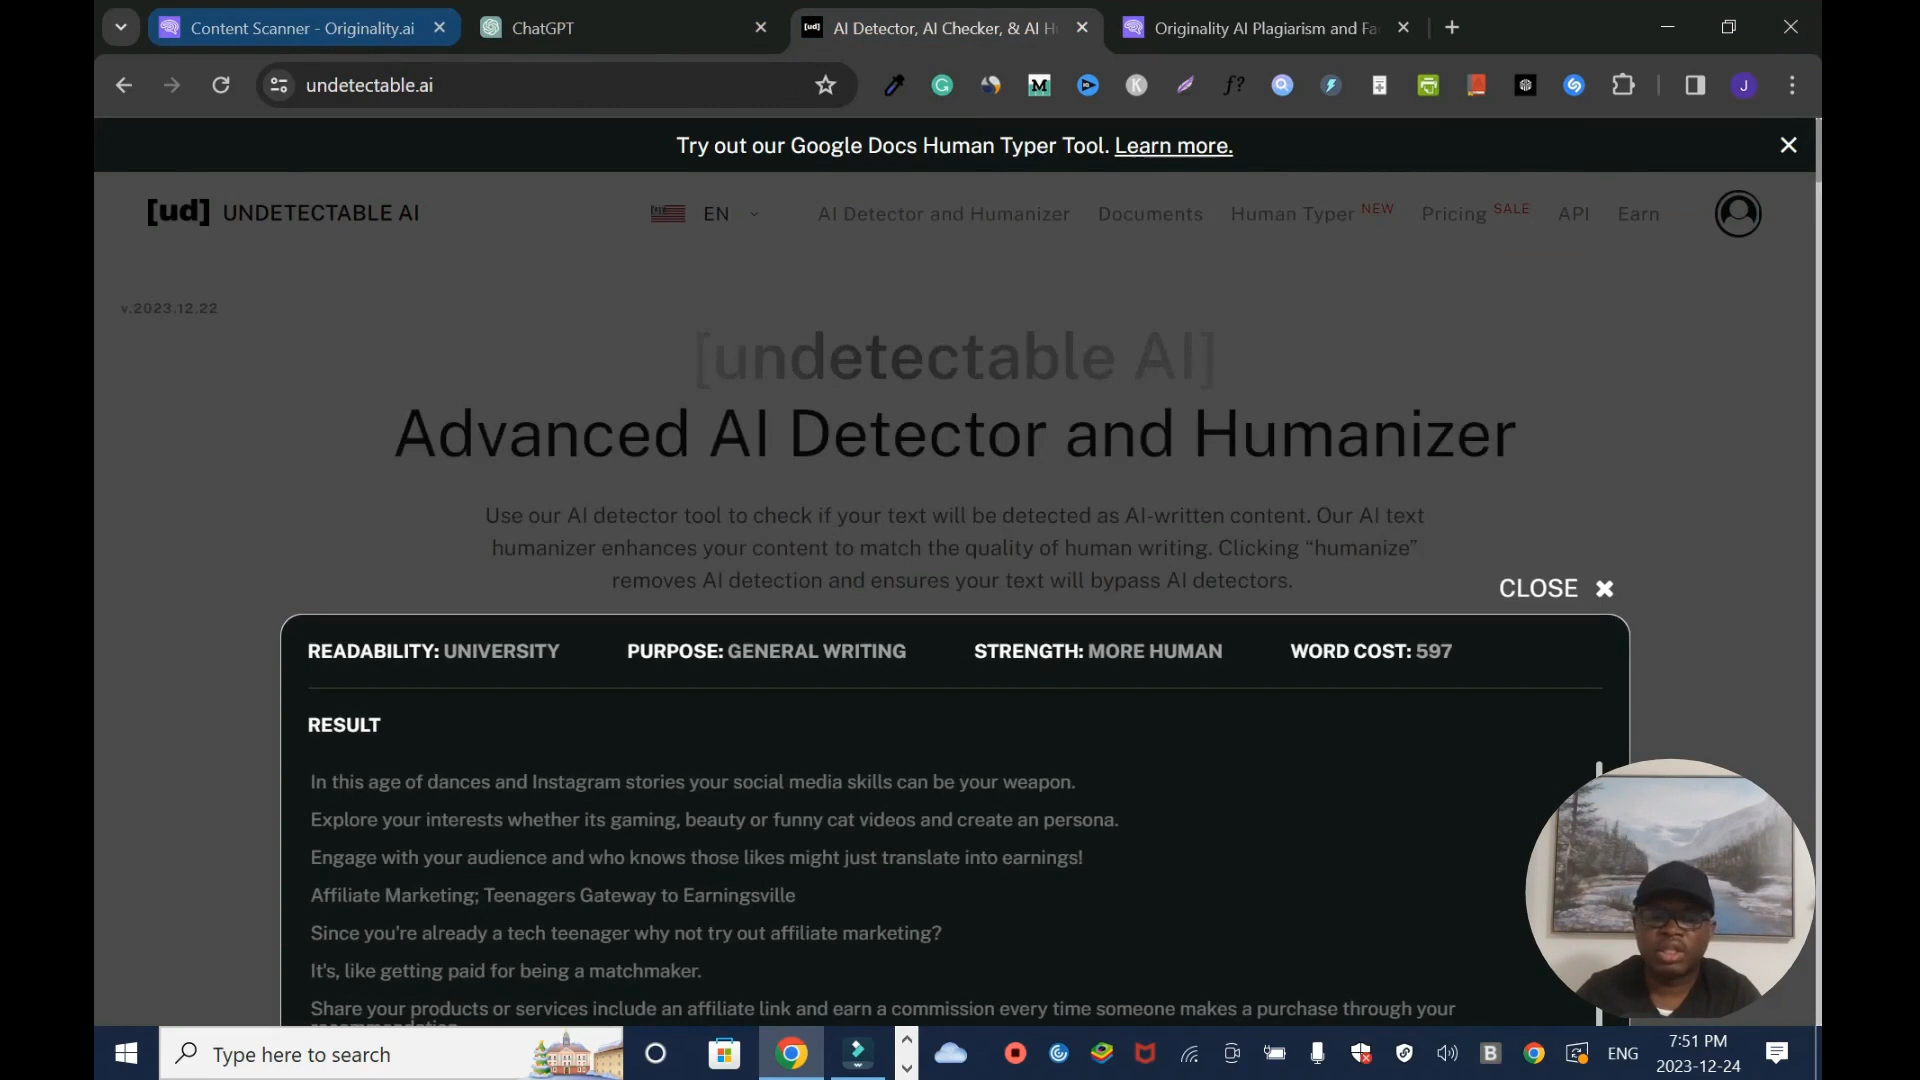 Content Scanner - Originality.ai
ChatGPT
AI Detector, AI Checker, & AI H
Originality AI Plagiarism and Fa
undetectable.ai
Try out our Google Docs Human Typer Tool. Learn more.
[ud] UNDETECTABLE AI
EN
AI Detector and Humanizer
Documents
Human Typer NEW
Pricing SALE
API
Earn
v.2023.12.22
[undetectable AI]
Advanced AI Detector and Humanizer
Use our AI detector tool to check if your text will be detected as AI-written content. Our AI text
humanizer enhances your content to match the quality of human writing. Clicking “humanize”
removes AI detection and ensures your text will bypass AI detectors.
CLOSE
READABILITY: UNIVERSITY
PURPOSE: GENERAL WRITING
STRENGTH: MORE HUMAN
WORD COST: 597
RESULT
In this age of dances and Instagram stories your social media skills can be your weapon.
Explore your interests whether its gaming, beauty or funny cat videos and create an persona.
Engage with your audience and who knows those likes might just translate into earnings!
Affiliate Marketing; Teenagers Gateway to Earningsville
Since you're already a tech teenager why not try out affiliate marketing?
It's, like getting paid for being a matchmaker.
Share your products or services include an affiliate link and earn a commission every time someone makes a purchase through your
Type here to search
ENG
7:51 PM
2023-12-24